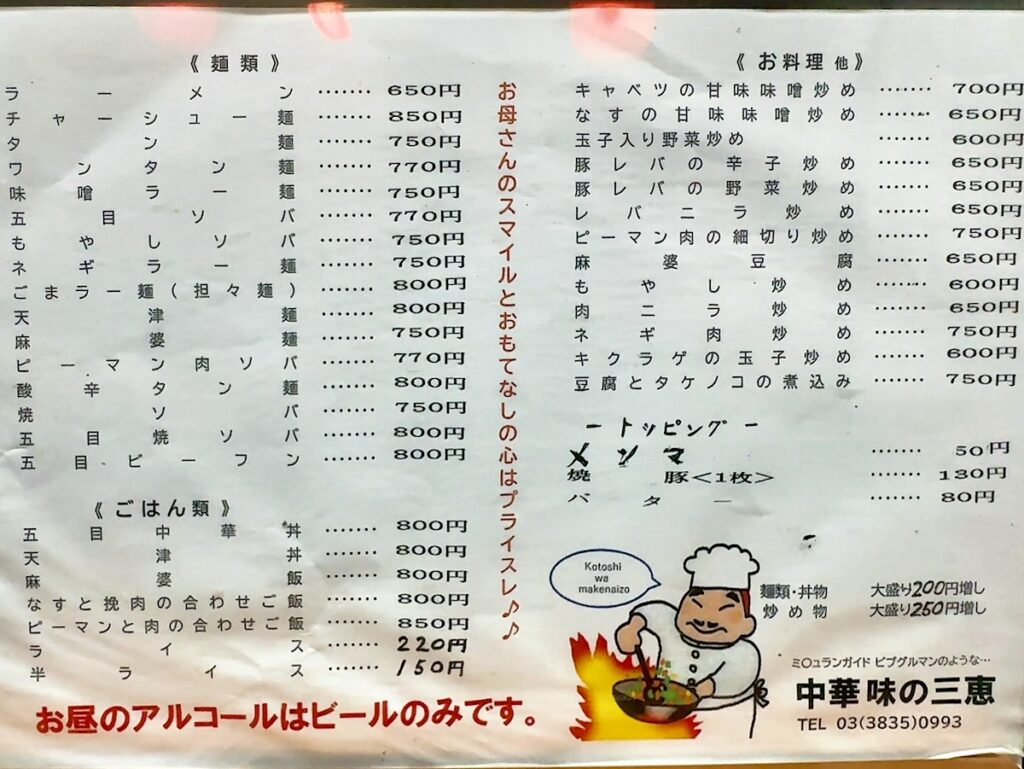 《 麺 類 》
ラーメン ······· 650円
チャーシュー麺 ······· 850円
タンメン ······· 750円
ワンタン麺 ······· 770円
味噌ラー麺 ······· 750円
五目ソバ ······· 770円
もやしソバ ······· 750円
ネギラー麺 ······· 750円
ごまラー麺(担々麺) ······· 800円
天津麺 ······· 800円
麻婆麺 ······· 750円
ピーマン肉ソバ ······· 770円
酸辛タン麺 ······· 800円
焼ソバ ······· 750円
五目焼ソバ ······· 800円
五目ビーフン ······· 800円
《 ごはん類 》
五目中華丼 ······· 800円
天津丼 ······· 800円
麻婆飯 ······· 800円
なすと挽肉の合わせご飯 ······· 800円
ピーマンと肉の合わせご飯 ······· 850円
ライス ······· 220円
半ライス ······· 150円
お昼のアルコールはビールのみです。
お母さんのスマイルとおもてなしの心はプライスレ♪♪
《 お料理 他 》
キャベツの甘味味噌炒め ······· 700円
なすの甘味味噌炒め ······· 650円
玉子入り野菜炒め ······· 600円
豚レバの辛子炒め ······· 650円
豚レバの野菜炒め ······· 650円
レバニラ炒め ······· 650円
ピーマン肉の細切り炒め ······· 750円
麻婆豆腐 ······· 650円
もやし炒め ······· 600円
肉ニラ炒め ······· 650円
ネギ肉炒め ······· 750円
キクラゲの玉子炒め ······· 600円
豆腐とタケノコの煮込み ······· 750円
ートッピングー
メンマ ······· 50円
焼豚<1枚> ······· 130円
バター ······· 80円
Kotoshi
wa
makenaizo
麺類・丼物 大盛り200円増し
炒め物 大盛り250円増し
ミ〇ュランガイド ビブグルマンのような…
中華 味の三恵
TEL 03(3835)0993